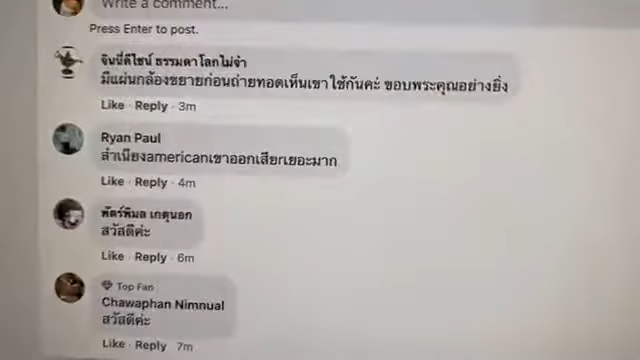 Write a comment...
Press Enter to post.
จินนี่ดีไซน์ ธรรมดาโลกไม่จำ
มีแผ่นกล้องขยายก่อนถ่ายทอดเห็นเขาใช้กันค่ะ ขอบพระคุณอย่างยิ่ง
Like · Reply · 3m
Ryan Paul
สำเนียงamericanเขาออกเสียrเยอะมาก
Like · Reply · 4m
พัตร์พิมล เกตุนอก
สวัสดีค่ะ
Like · Reply · 6m
Top Fan
Chawaphan Nimnual
สวัสดีค่ะ
Like · Reply · 7m